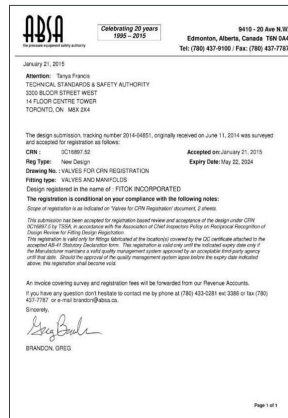 ABSA
the pressure equipment safety authority
Celebrating 20 years
1995 – 2015
9410 - 20 Ave N.W.
Edmonton, Alberta, Canada T6N 0A4
Tel: (780) 437-9100 / Fax: (780) 437-7787
January 21, 2015
Attention: Tanya Francis
TECHNICAL STANDARDS & SAFETY AUTHORITY
3300 BLOOR STREET WEST
14 FLOOR CENTRE TOWER
TORONTO, ON M8X 2X4
The design submission, tracking number 2014-04851, originally received on June 11, 2014 was surveyed
and accepted for registration as follows:
CRN : 0C16897.52 Accepted on: January 21, 2015
Reg Type: New Design Expiry Date: May 22, 2024
Drawing No. : VALVES FOR CRN REGISTRATION
Fitting type: VALVES AND MANIFOLDS
Design registered in the name of : FITOK INCORPORATED
The registration is conditional on your compliance with the following notes:
Scope of registration is as indicated on "Valves for CRN Registration" document, 2 sheets.
This submission has been accepted for registration based review and acceptance of the design under CRN
0C16897.5 by TSSA, in accordance with the Association of Chief Inspectors Policy on Reciprocal Recognition of
Design Review for Fitting Design Registration.
This registration is valid only for fittings fabricated at the location(s) covered by the QC certificate attached to the
accepted AB-41 Statutory Declaration form. This registration is valid only until the indicated expiry date only if
the Manufacturer maintains a valid quality management system approved by an acceptable third party agency
until that date. Should the approval of the quality management system lapse before the expiry date indicated
above, this registration shall become void.
An invoice covering survey and registration fees will be forwarded from our Revenue Accounts.
If you have any question don't hesitate to contact me by phone at (780) 433-0281 ext 3386 or fax (780)
437-7787 or e-mail brandon@absa.ca.
Sincerely,
BRANDON, GREG
Page 1 of 1